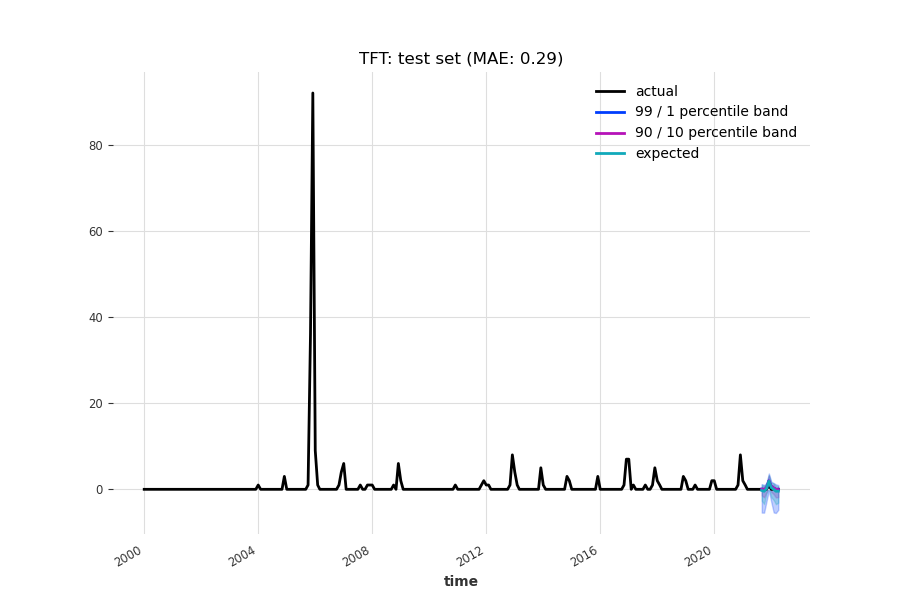 TFT: test set (MAE: 0.29)
actual
99 / 1 percentile band
90 / 10 percentile band
expected
80
60
40
20
0
2000
2004
2008
2012
2016
2020
time